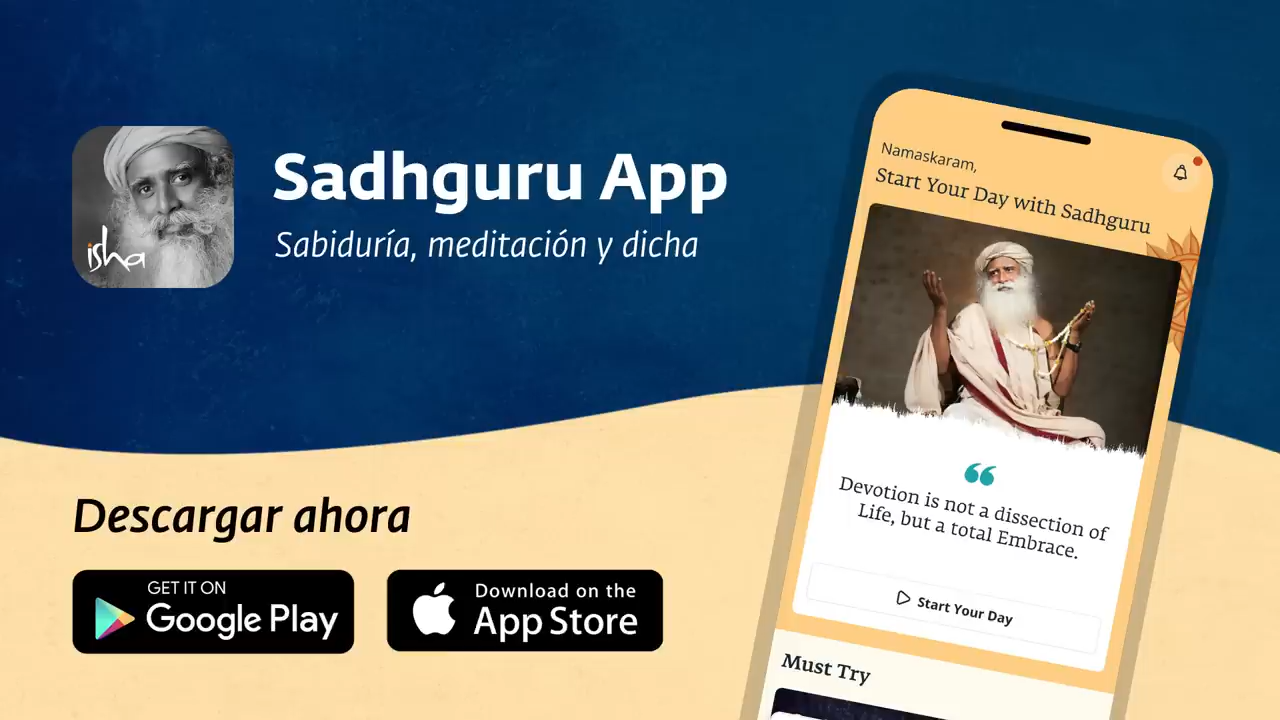 isha
Sadhguru App
Sabiduría, meditación y dicha
Descargar ahora
GET IT ON
Google Play
Download on the
App Store
Namaskaram,
Start Your Day with Sadhguru
“
Devotion is not a dissection of
Life, but a total Embrace.
Start Your Day
Must Try